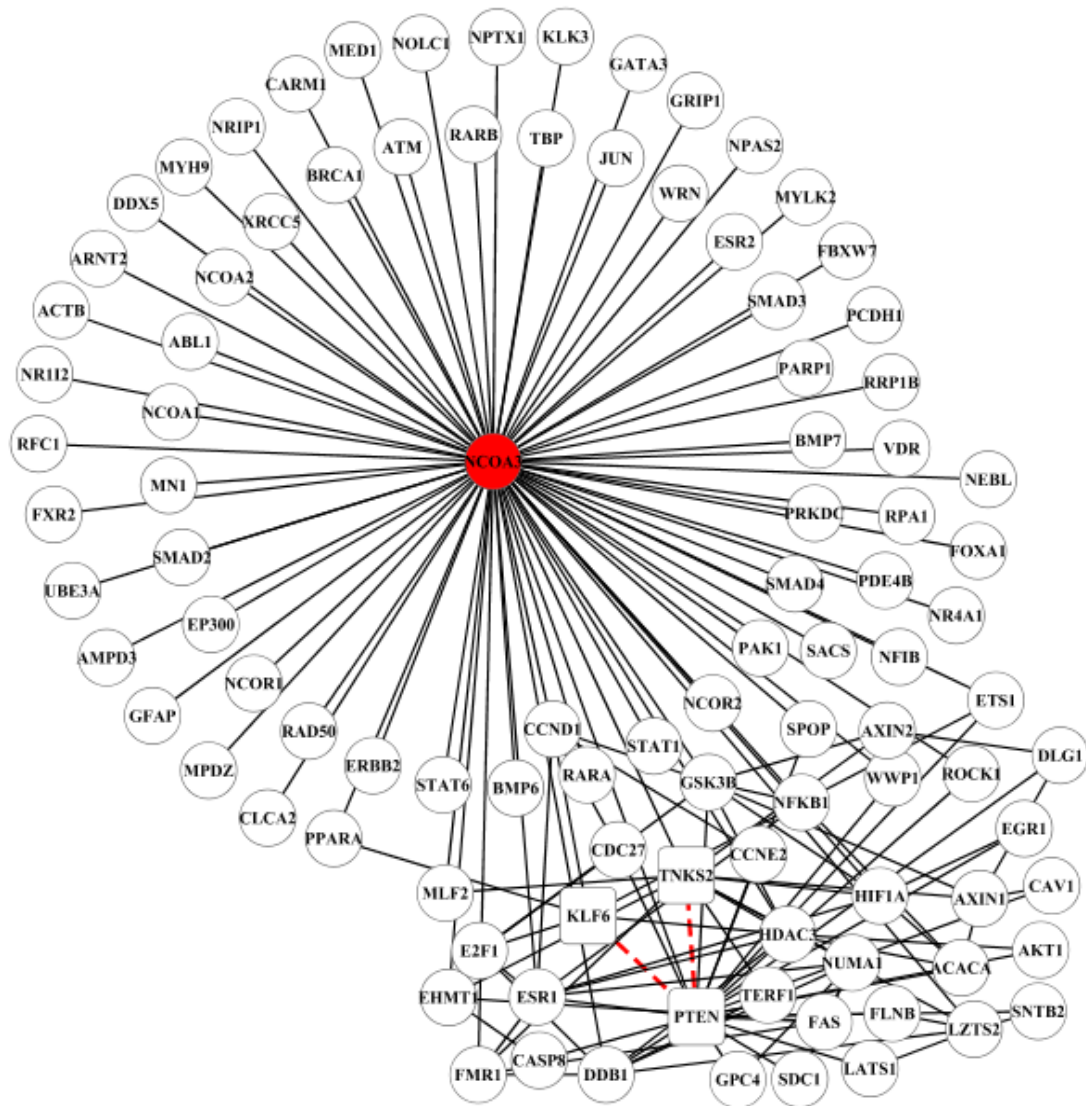 NPTX1
KLK3
NOLC1
MED1
GATA3
CARM1
GRIP1
NRIP1
RARB
TBP
ATM
JUN
NPAS2
MYH9
BRCA1
WRN
DDX5
MYLK2
XRCC5
ESR2
ARNT2
FBXW7
NCOA2
SMAD3
ACTB
PCDH1
ABL1
NR1I2
PARP1
RRP1B
NCOA1
RFC1
BMP7
VDR
NCOA3
NEBL
MN1
FXR2
PRKDC
RPA1
FOXA1
SMAD2
UBE3A
SMAD4
PDE4B
NR4A1
EP300
AMPD3
PAK1
SACS
NFIB
NCOR1
GFAP
NCOR2
ETS1
RAD50
CCND1
SPOP
AXIN2
STAT1
DLG1
MPDZ
ERBB2
STAT6
BMP6
RARA
GSK3B
WWP1
ROCK1
NFKB1
CLCA2
PPARA
EGR1
CDC27
CCNE2
TNKS2
MLF2
HIF1A
AXIN1
CAV1
KLF6
HDAC3
E2F1
NUMA1
ACACA
AKT1
EHMT1
ESR1
TERF1
PTEN
FAS
FLNB
SNTB2
LZTS2
CASP8
FMR1
DDB1
GPC4
SDC1
LATS1